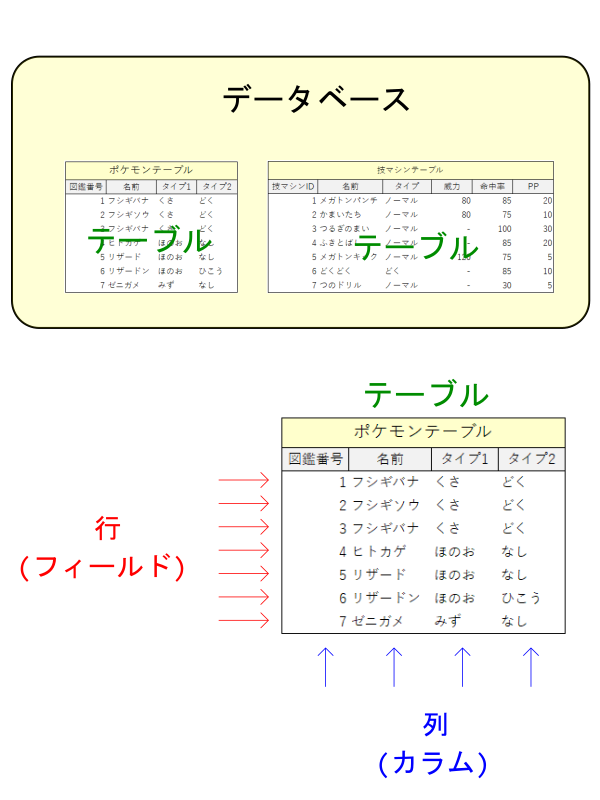 データベース
ポケモンテーブル
図鑑番号 名前 タイプ1 タイプ2
1 フシギバナ くさ どく
2 フシギソウ くさ どく
3 フシギバナ くさ どく
4 ヒトカゲ ほのお なし
5 リザード ほのお なし
6 リザードン ほのお ひこう
7 ゼニガメ みず なし
テーブル
技マシンテーブル
技マシンID 名前 タイプ 威力 命中率 PP
1 メガトンパンチ ノーマル 80 85 20
2 かまいたち ノーマル 80 75 10
3 つるぎのまい ノーマル - 100 30
4 ふきとばし ノーマル - 85 20
5 メガトンキック ノーマル 120 75 5
6 どくどく どく - 85 10
7 つのドリル ノーマル - 30 5
テーブル
テーブル
ポケモンテーブル
図鑑番号 名前 タイプ1 タイプ2
1 フシギバナ くさ どく
2 フシギソウ くさ どく
3 フシギバナ くさ どく
4 ヒトカゲ ほのお なし
5 リザード ほのお なし
6 リザードン ほのお ひこう
7 ゼニガメ みず なし
行
(フィールド)
列
(カラム)